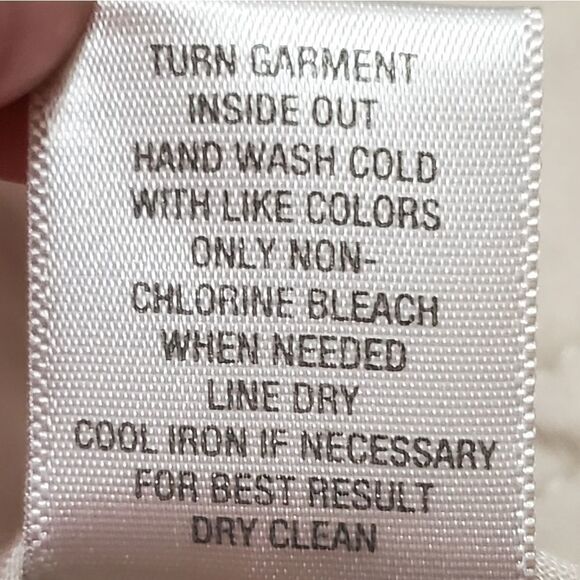 TURN GARMENT
INSIDE OUT
HAND WASH COLD
WITH LIKE COLORS
ONLY NON-
CHLORINE BLEACH
WHEN NEEDED
LINE DRY
COOL IRON IF NECESSARY
FOR BEST RESULT
DRY CLEAN